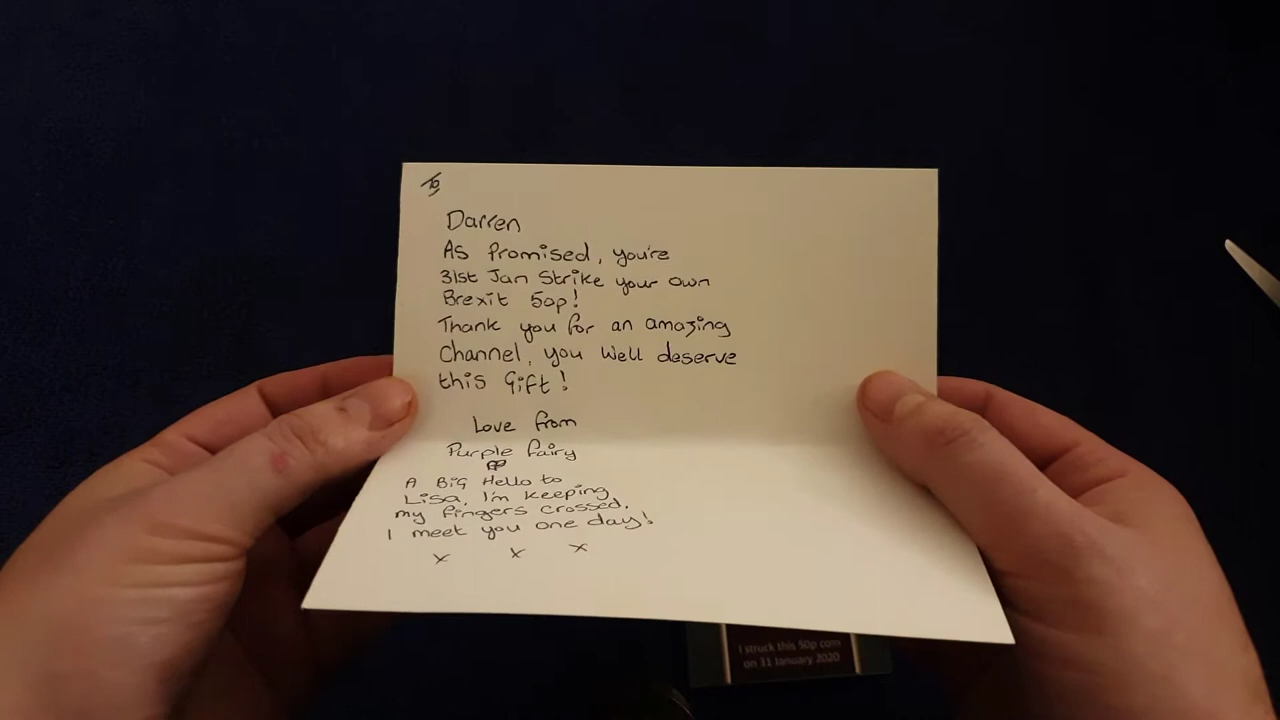 To
Darren
As Promised, you're
31st Jan Strike your own
Brexit 50p!
Thank you for an amazing
Channel, you well deserve
this Gift!
Love from
Purple fairy
A BiG Hello to
Lisa, I'm keeping
my fingers crossed,
I meet you one day!
x x x
I struck this 50p coin
on 31 January 2020